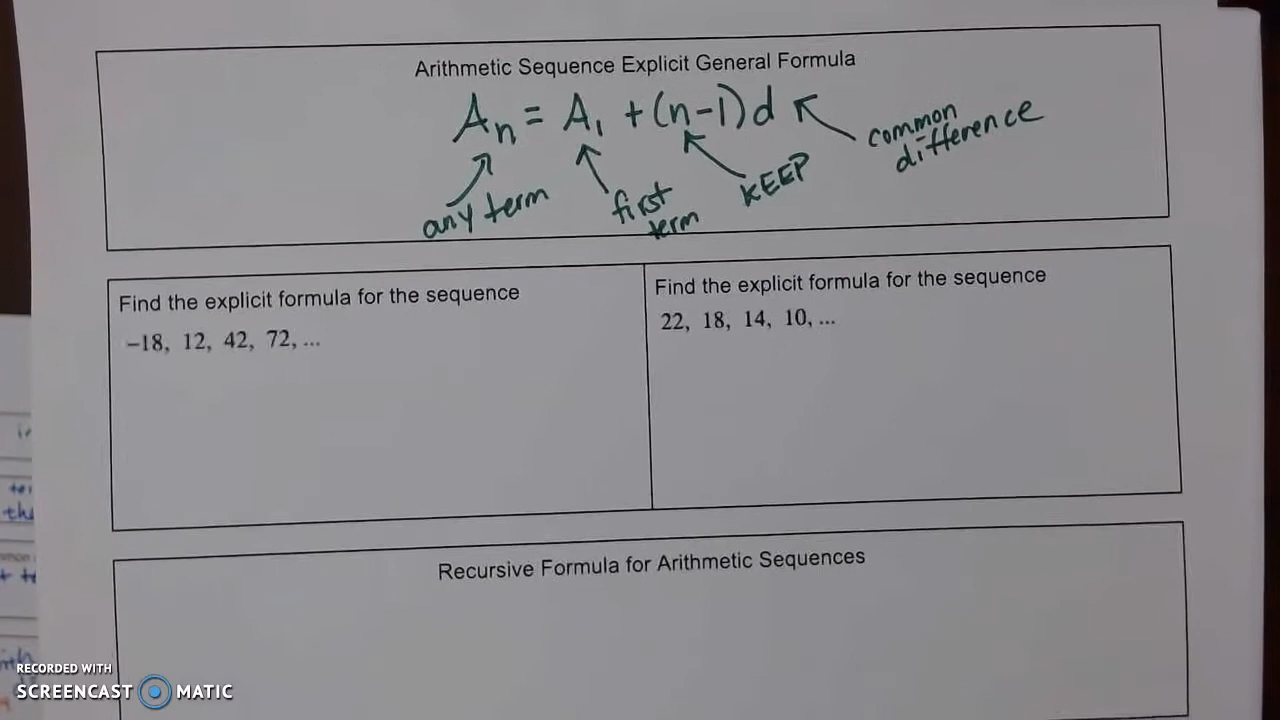 Arithmetic Sequence Explicit General Formula
An = A1 + (n-1)d
common
difference
KEEP
any term
first
term
Find the explicit formula for the sequence
-18, 12, 42, 72, ...
Find the explicit formula for the sequence
22, 18, 14, 10, ...
Recursive Formula for Arithmetic Sequences
RECORDED WITH
SCREENCAST MATIC